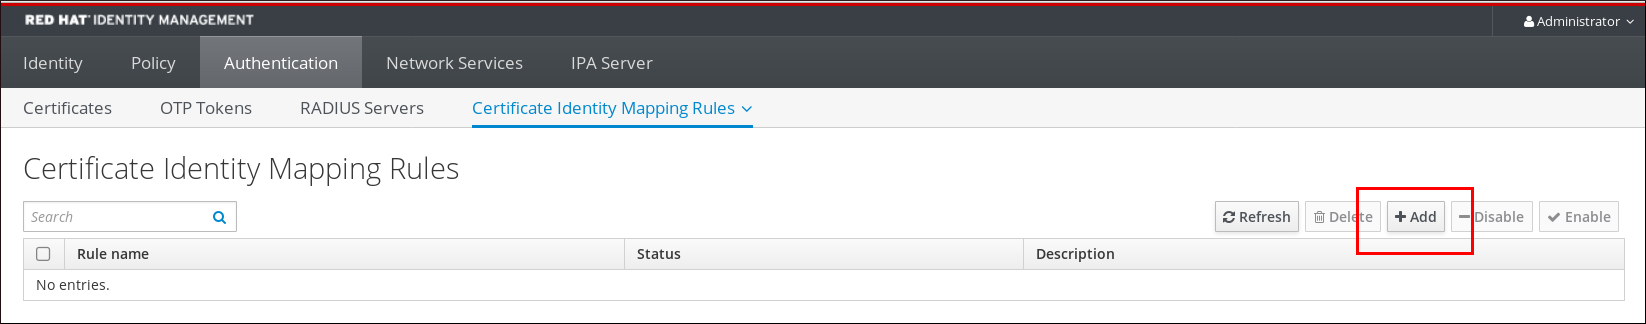 RED HAT IDENTITY MANAGEMENT
Administrator
Identity Policy Authentication Network Services IPA Server
Certificates OTP Tokens RADIUS Servers Certificate Identity Mapping Rules
Certificate Identity Mapping Rules
Search Refresh Delete Add Disable Enable
Rule name Status Description
No entries.